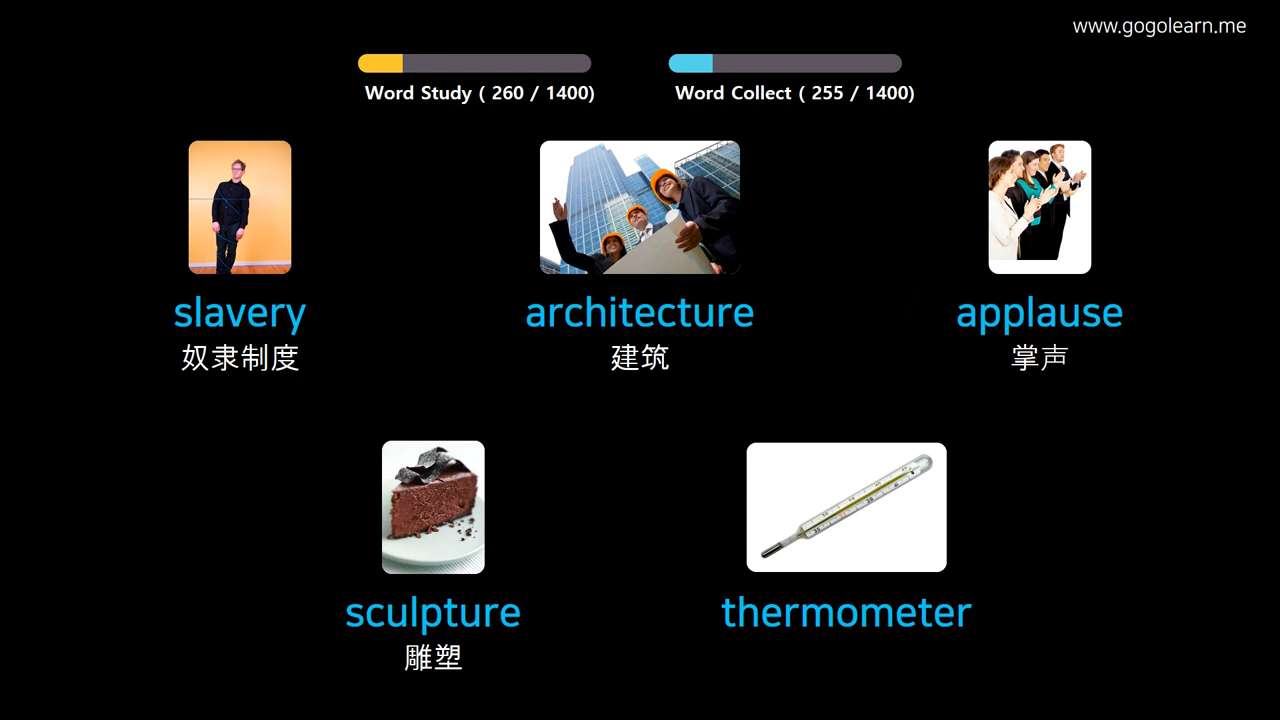 www.gogolearn.me
Word Study ( 260 / 1400)
Word Collect ( 255 / 1400)
slavery
奴隶制度
architecture
建筑
applause
掌声
sculpture
雕塑
thermometer